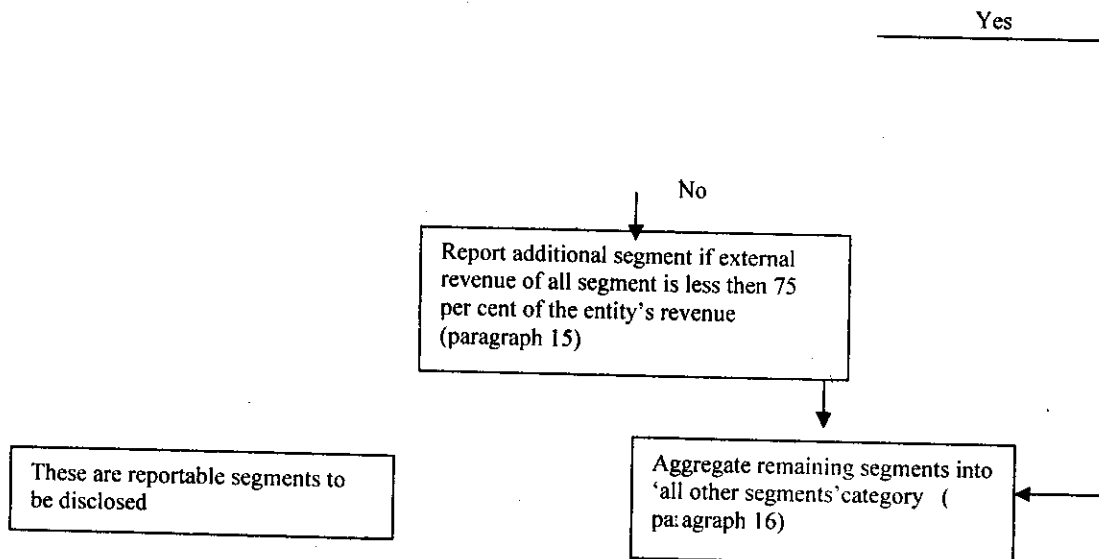 Yes
No
Report additional segment if external
revenue of all segment is less then 75
per cent of the entity's revenue
(paragraph 15)
These are reportable segments to
be disclosed
Aggregate remaining segments into
'all other segments'category (
pa:agraph 16)